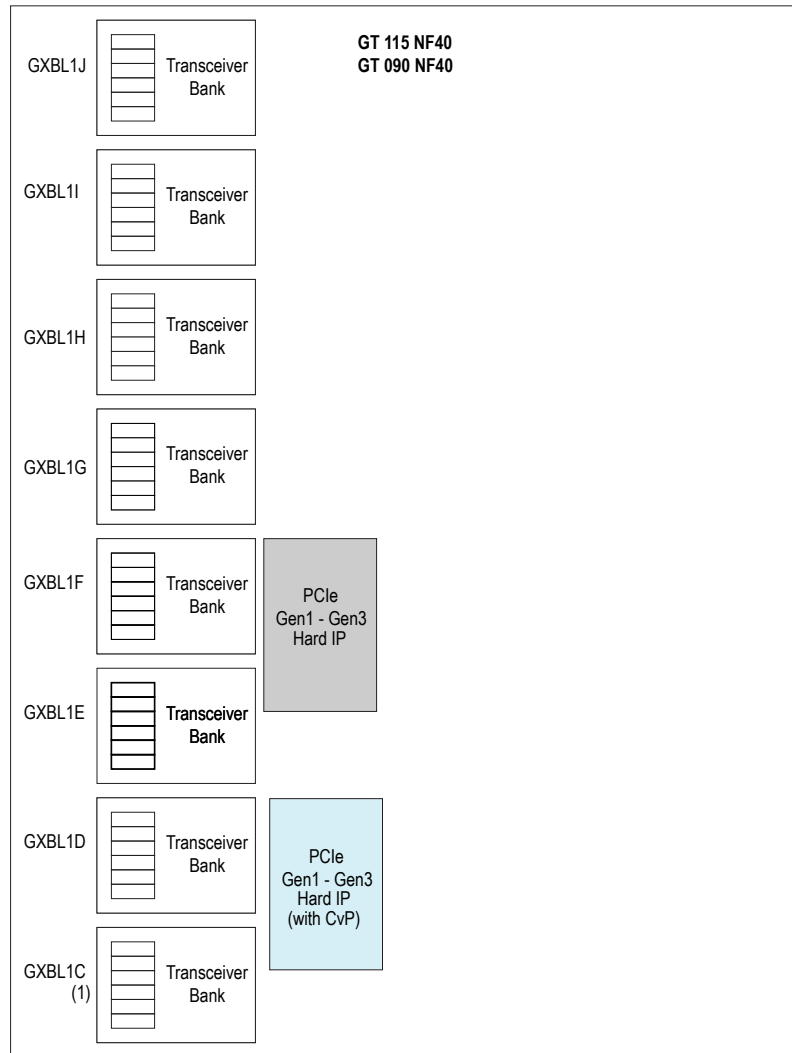 GT 115 NF40
GT 090 NF40
GXBL1J
Transceiver
Bank
GXBL1I
Transceiver
Bank
GXBL1H
Transceiver
Bank
GXBL1G
Transceiver
Bank
GXBL1F
Transceiver
Bank
PCIe
Gen1 - Gen3
Hard IP
GXBL1E
Transceiver
Bank
GXBL1D
Transceiver
Bank
PCIe
Gen1 - Gen3
Hard IP
(with CvP)
GXBL1C
(1)
Transceiver
Bank